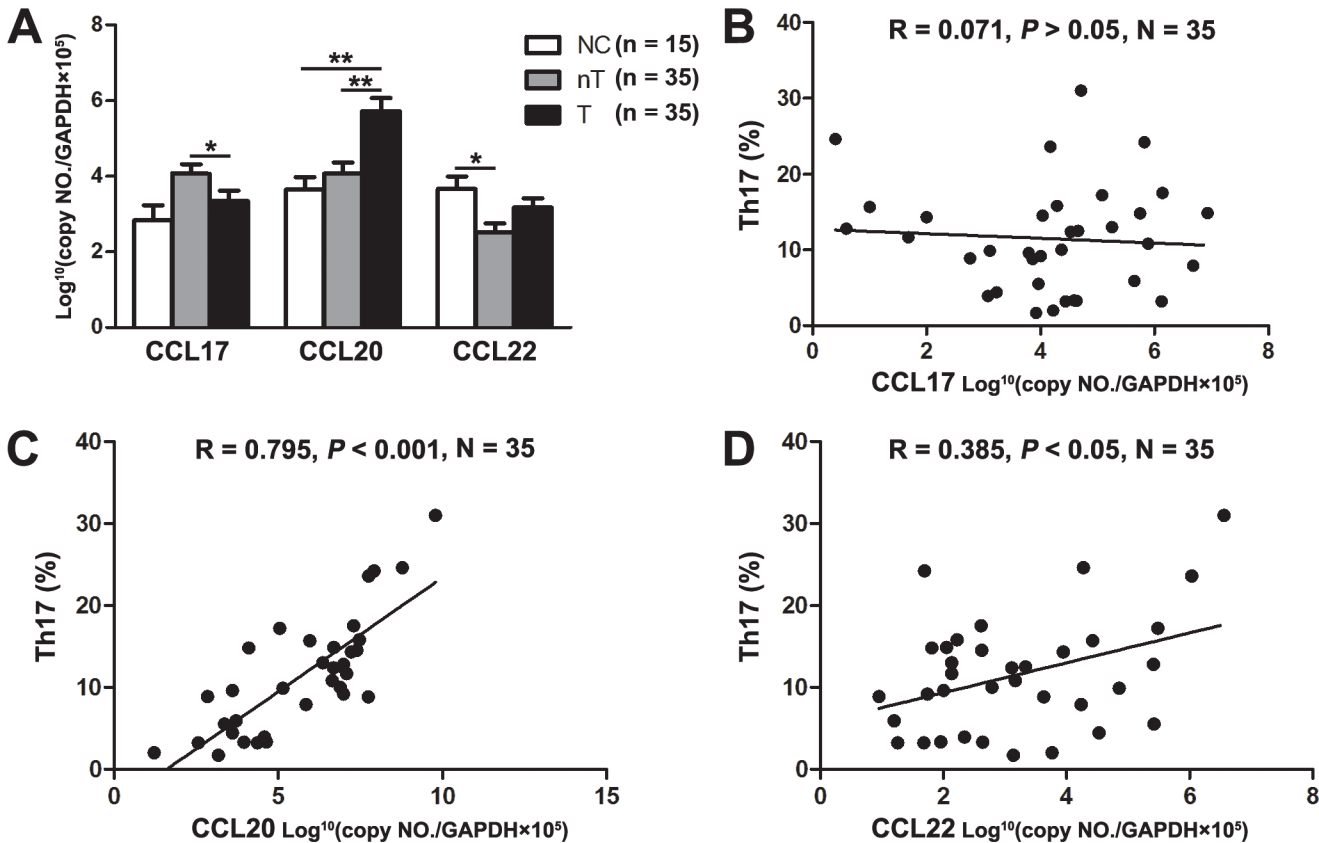 A
Log¹⁰(copy NO./GAPDH×10⁵)
8
6
4
2
0
** 
**
*
*
NC (n = 15)
nT (n = 35)
T (n = 35)
CCL17 CCL20 CCL22
B
R = 0.071, P > 0.05, N = 35
Th17 (%)
40
30
20
10
0
0 2 4 6 8
CCL17 Log¹⁰(copy NO./GAPDH×10⁵)
C
R = 0.795, P < 0.001, N = 35
Th17 (%)
40
30
20
10
0
0 5 10 15
CCL20 Log¹⁰(copy NO./GAPDH×10⁵)
D
R = 0.385, P < 0.05, N = 35
Th17 (%)
40
30
20
10
0
0 2 4 6 8
CCL22 Log¹⁰(copy NO./GAPDH×10⁵)